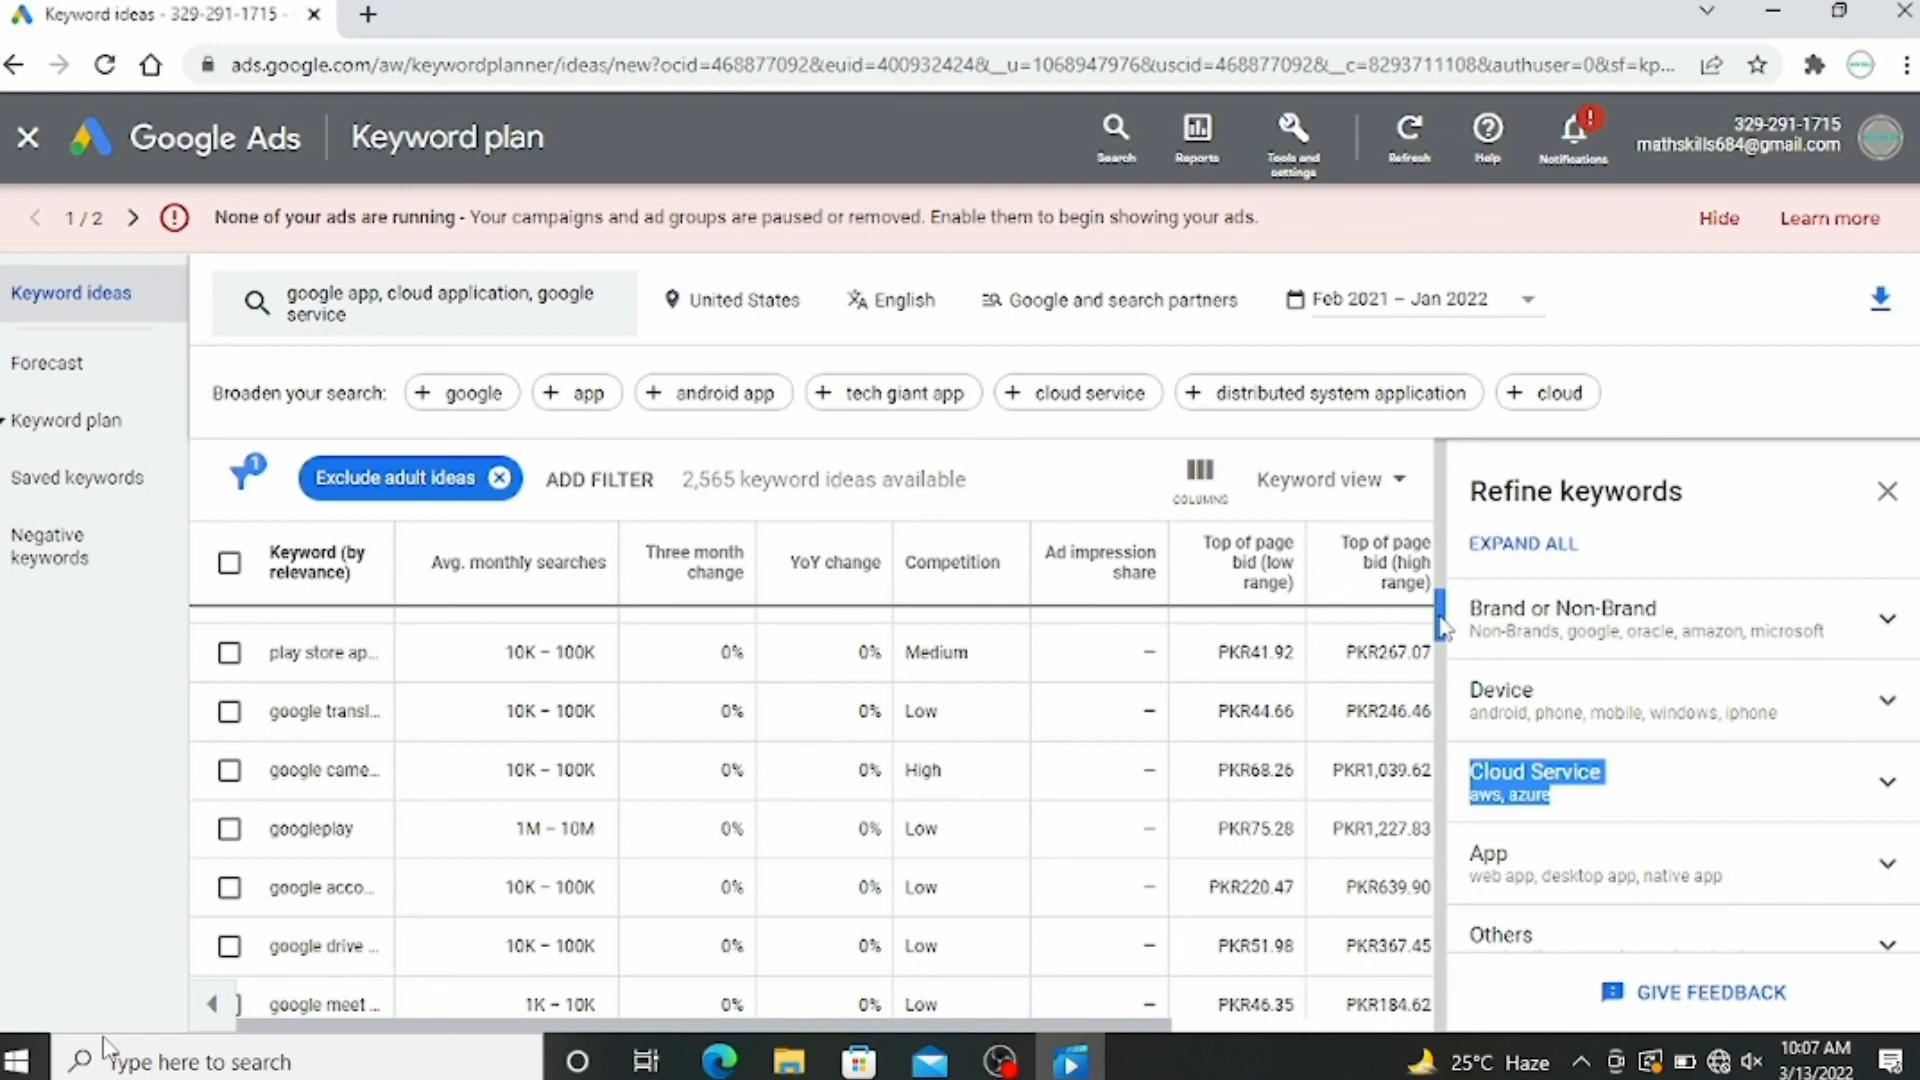 Keyword ideas - 329-291-1715 -
ads.google.com/aw/keywordplanner/ideas/new?ocid=468877092&euid=400932424&__u=1068947976&uscid=468877092&__c=8293711108&authuser=0&sf=kp...
Google Ads
Keyword plan
Search
Reports
Tools and
settings
Refresh
Help
!
Notifications
329-291-1715
mathskills684@gmail.com
1 / 2
None of your ads are running - Your campaigns and ad groups are paused or removed. Enable them to begin showing your ads.
Hide
Learn more
Keyword ideas
Forecast
Keyword plan
Saved keywords
Negative
keywords
google app, cloud application, google
service
United States
English
Google and search partners
Feb 2021 – Jan 2022
Broaden your search:
+ google
+ app
+ android app
+ tech giant app
+ cloud service
+ distributed system application
+ cloud
1
Exclude adult ideas
ADD FILTER
2,565 keyword ideas available
COLUMNS
Keyword view
Keyword (by
relevance)
Avg. monthly searches
Three month
change
YoY change
Competition
Ad impression
share
Top of page
bid (low
range)
Top of page
bid (high
range)
play store ap... 10K – 100K 0% 0% Medium – PKR41.92 PKR267.07
google transl... 10K – 100K 0% 0% Low – PKR44.66 PKR246.46
google came... 10K – 100K 0% 0% High – PKR68.26 PKR1,039.62
googleplay 1M – 10M 0% 0% Low – PKR75.28 PKR1,227.83
google acco... 10K – 100K 0% 0% Low – PKR220.47 PKR639.90
google drive ... 10K – 100K 0% 0% Low – PKR51.98 PKR367.45
google meet ... 1K – 10K 0% 0% Low – PKR46.35 PKR184.62
Refine keywords
EXPAND ALL
Brand or Non-Brand
Non-Brands, google, oracle, amazon, microsoft
Device
android, phone, mobile, windows, iphone
Cloud Service
aws, azure
App
web app, desktop app, native app
Others
GIVE FEEDBACK
Type here to search
25°C Haze
10:07 AM
3/13/2022